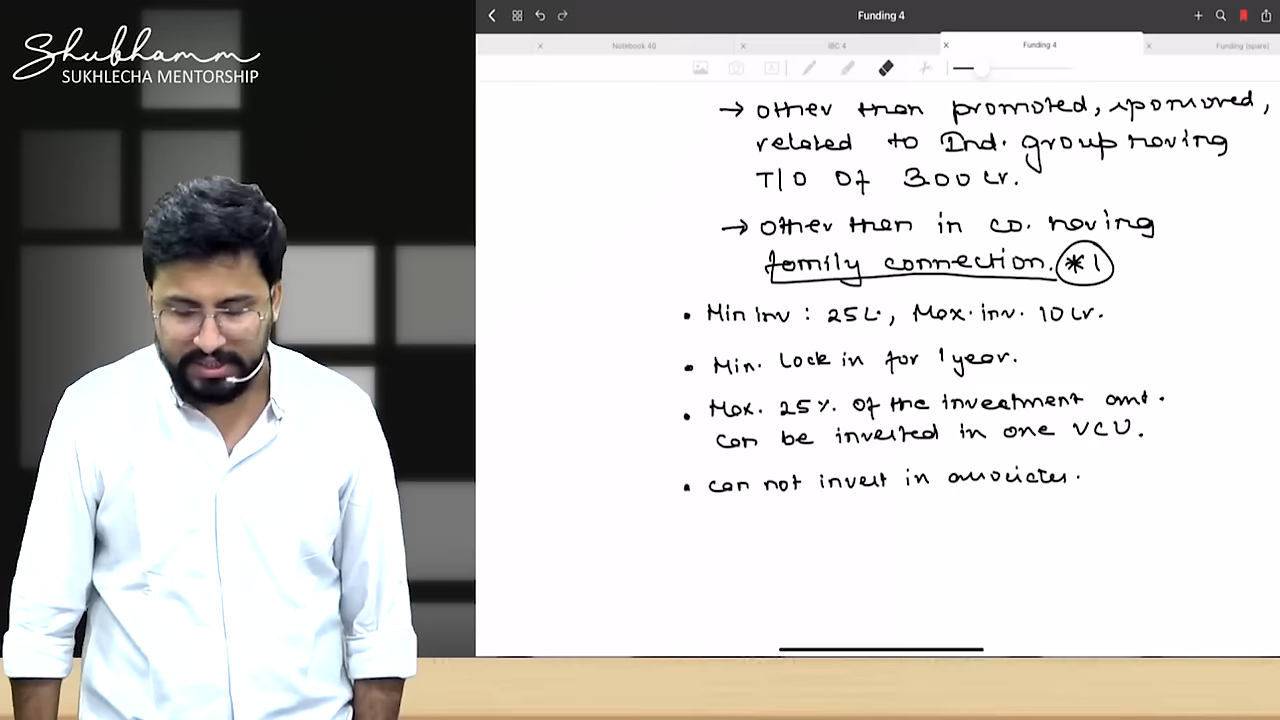 Shubhamm
SUKHLECHA MENTORSHIP
Funding 4
Notebook 40
IBC 4
Funding 4
Funding (spare)
→ other than promoted, sponsored,
related to Ind. group having
T/O of 300 cr.
→ other than in co. having
family connection. *1
• Min inv : 25L., Max. inv. 10 cr.
• Min. Lock in for 1 year.
• Max. 25%. of the investment amt.
can be invested in one VCU.
• can not invest in associates.